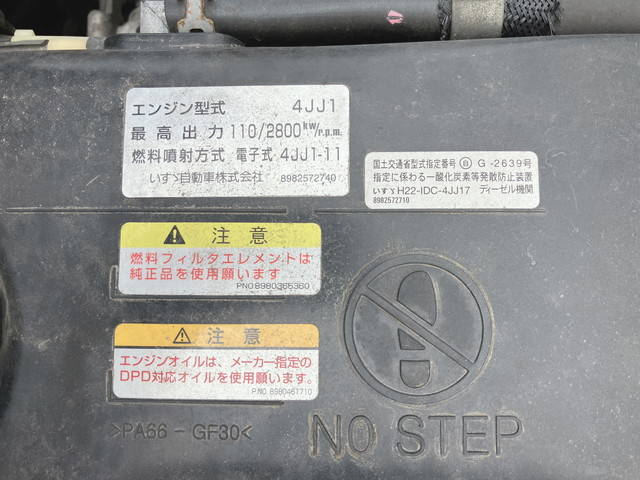 エンジン型式 4JJ1
最高出力 110/2800kW/r.p.m.
燃料噴射方式 電子式 4JJ1-11
いすゞ自動車株式会社 8982572740
国土交通省型式指定番号 Ⓑ G-2639号
指定に係わる一酸化炭素等発散防止装置
いすゞH22-IDC-4JJ17 ディーゼル機関
8982572710
注意
燃料フィルタエレメントは
純正品を使用願います
PNO.8980365360
注意
エンジンオイルは、メーカー指定の
DPD対応オイルを使用願います。
P.NO 8980461710
>PA66-GF30<
NO STEP